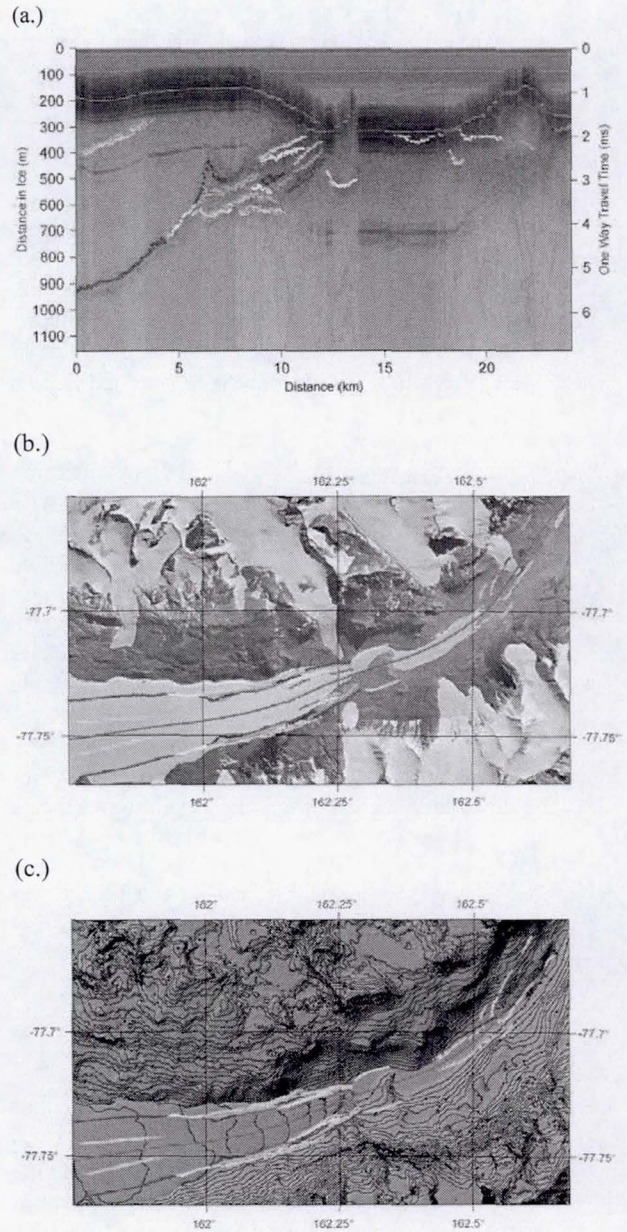 (a.)
0 0
100
200 1
300
400 2
500 3
600
700 4
800
900 5
1000
1100 6
Distance in Ice (m)
One Way Travel Time (ms)
0 5 10 15 20
Distance (km)
(b.)
162° 162.25° 162.5°
-77.7° -77.7°
-77.75° -77.75°
162° 162.25° 162.5°
(c.)
162° 162.25° 162.5°
-77.7° -77.7°
-77.75° -77.75°
162° 162.25° 162.5°